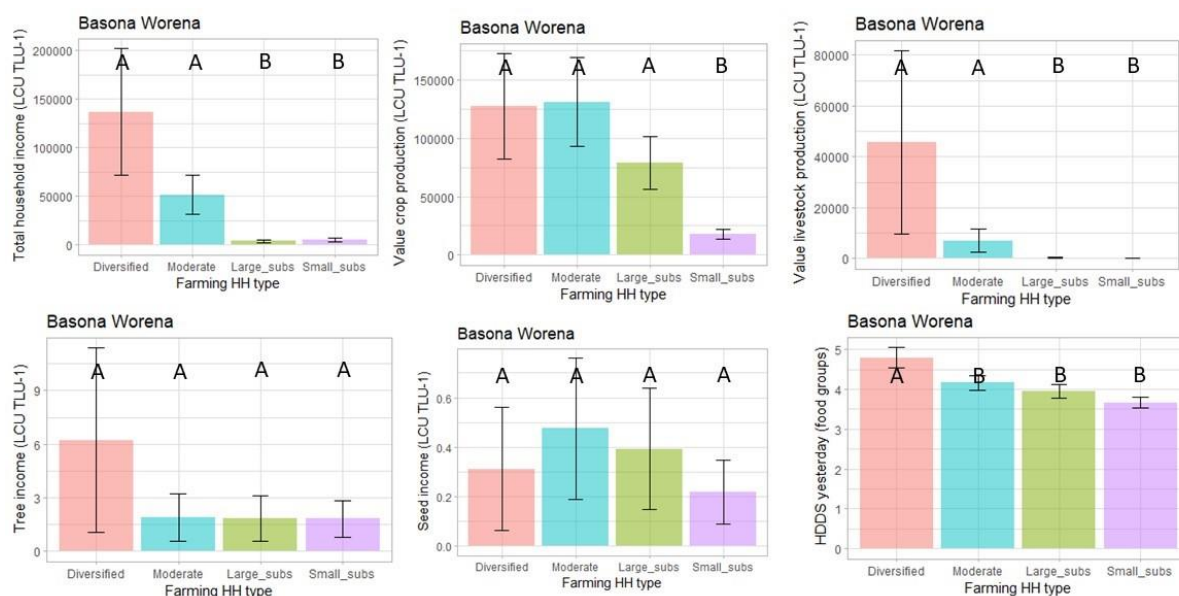 Basona Worena
Total household income (LCU TLU-1)
200000
150000
100000
50000
0
A A B B
Diversified Moderate Large_subs Small_subs
Farming HH type
Basona Worena
Value crop production (LCU TLU-1)
150000
100000
50000
0
A A A B
Diversified Moderate Large_subs Small_subs
Farming HH type
Basona Worena
Value livestock production (LCU TLU-1)
80000
60000
40000
20000
0
A A B B
Diversified Moderate Large_subs Small_subs
Farming HH type
Basona Worena
Tree income (LCU TLU-1)
9
6
3
0
A A A A
Diversified Moderate Large_subs Small_subs
Farming HH type
Basona Worena
Seed income (LCU TLU-1)
0.6
0.4
0.2
0.0
A A A A
Diversified Moderate Large_subs Small_subs
Farming HH type
Basona Worena
HDDS yesterday (food groups)
5
4
3
2
1
0
A B B B
Diversified Moderate Large_subs Small_subs
Farming HH type